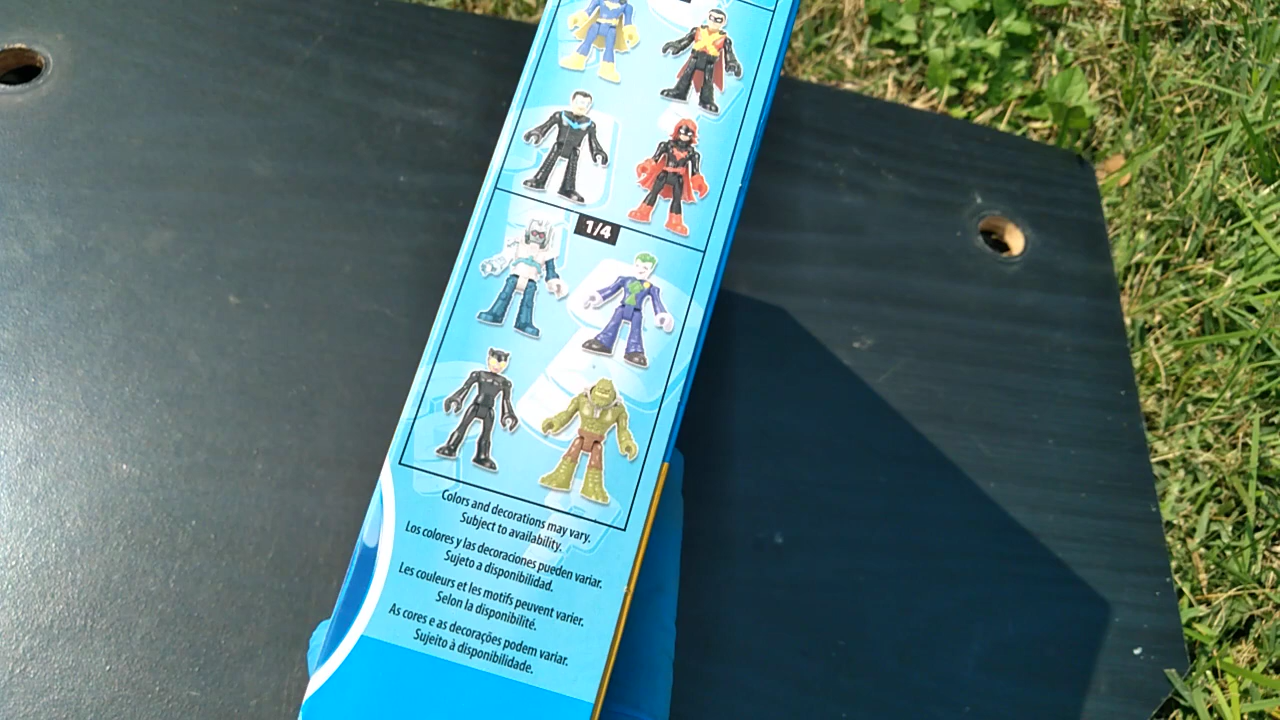 1/4
Colors and decorations may vary.
Subject to availability.
Los colores y las decoraciones pueden variar.
Sujeto a disponibilidad.
Les couleurs et les motifs peuvent varier.
Selon la disponibilité.
As cores e as decorações podem variar.
Sujeito à disponibilidade.